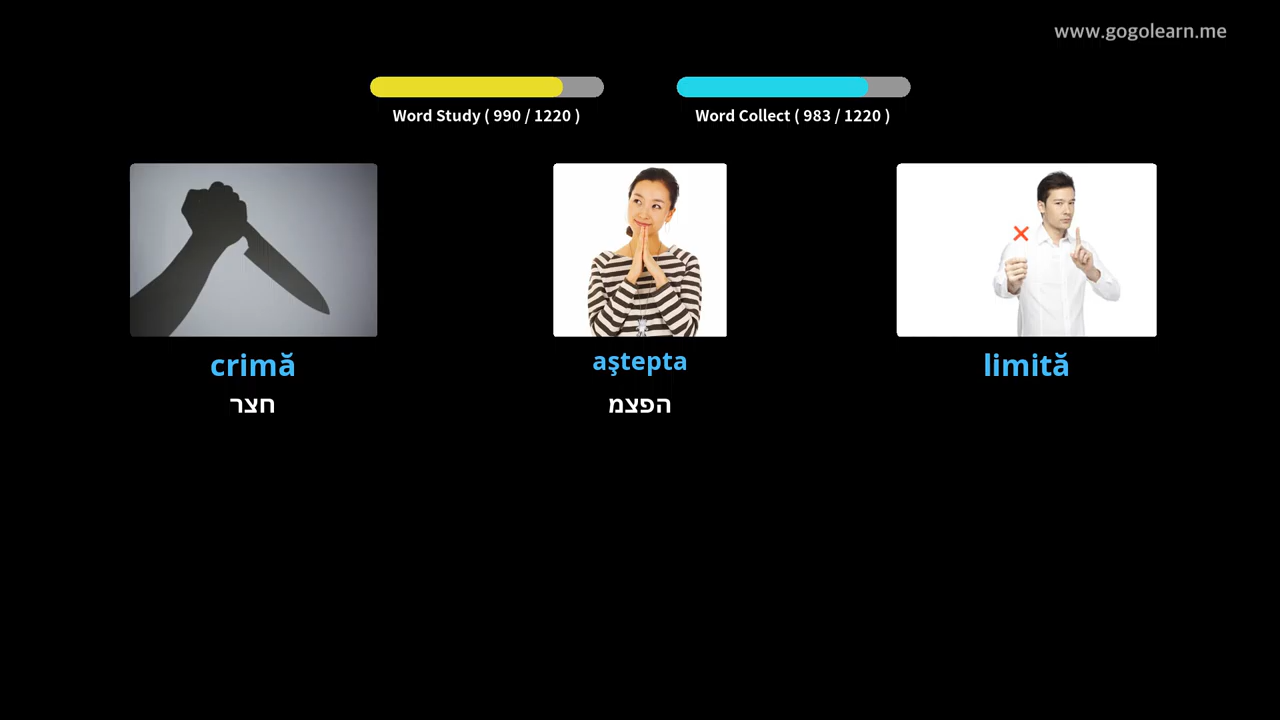 www.gogolearn.me
Word Study ( 990 / 1220 )
Word Collect ( 983 / 1220 )
crimă
aştepta
limită
חצר
הפצמ